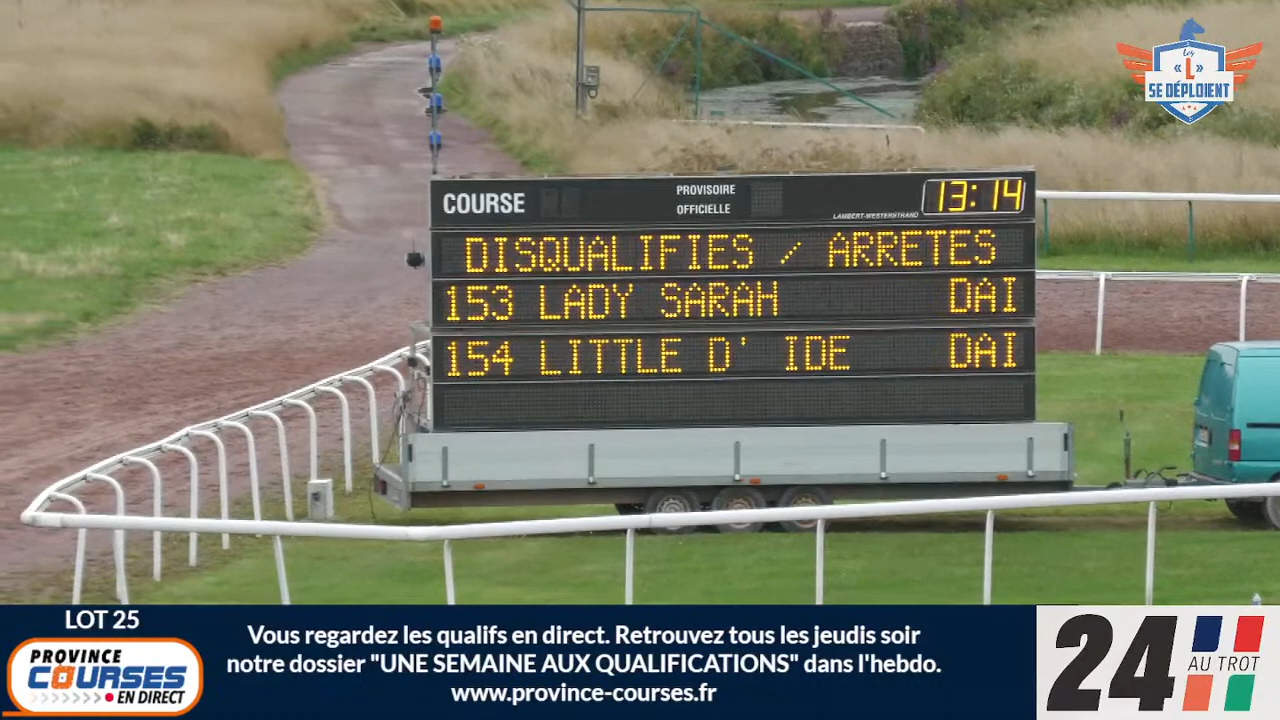 Les
« L »
SE DÉPLOIENT
COURSE
PROVISOIRE
OFFICIELLE
LAMBERT-WESTERSTRAND
13:14
DISQUALIFIES / ARRETES
153 LADY SARAH DAI
154 LITTLE D' IDE DAI
LOT 25
PROVINCE
COURSES
EN DIRECT
Vous regardez les qualifs en direct. Retrouvez tous les jeudis soir
notre dossier "UNE SEMAINE AUX QUALIFICATIONS" dans l'hebdo.
www.province-courses.fr
24
AU TROT